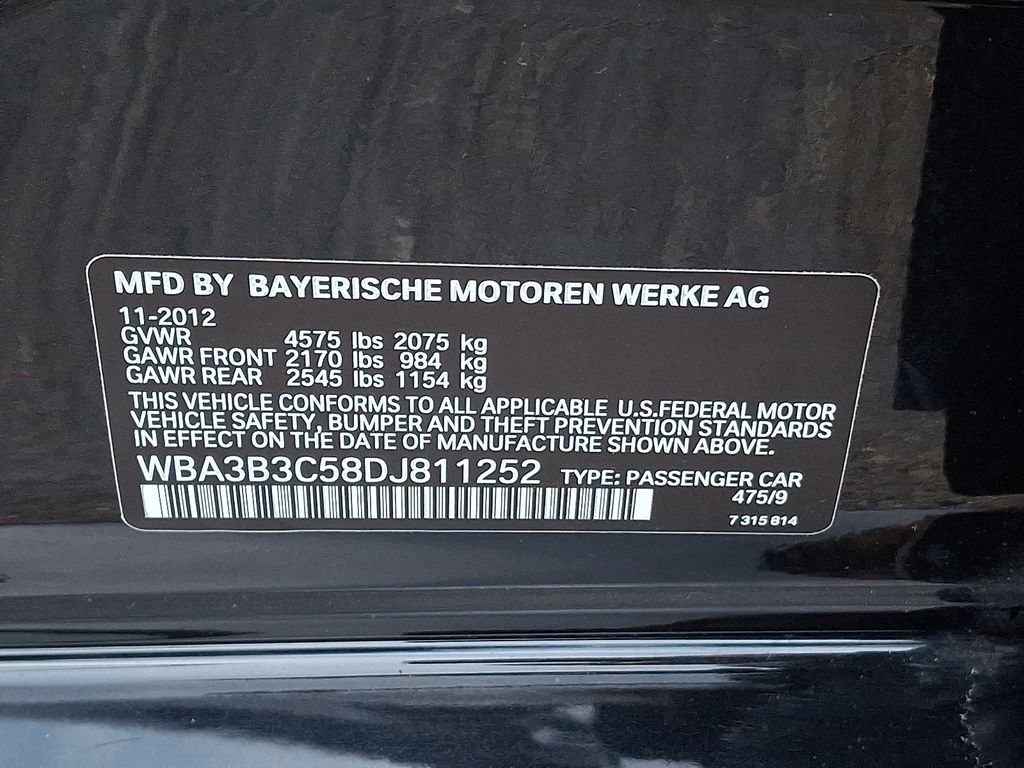 MFD BY BAYERISCHE MOTOREN WERKE AG
11-2012
GVWR 4575 lbs 2075 kg
GAWR FRONT 2170 lbs 984 kg
GAWR REAR 2545 lbs 1154 kg
THIS VEHICLE CONFORMS TO ALL APPLICABLE U.S.FEDERAL MOTOR
VEHICLE SAFETY, BUMPER AND THEFT PREVENTION STANDARDS
IN EFFECT ON THE DATE OF MANUFACTURE SHOWN ABOVE.
WBA3B3C58DJ811252 TYPE: PASSENGER CAR
475/9
7 315 814